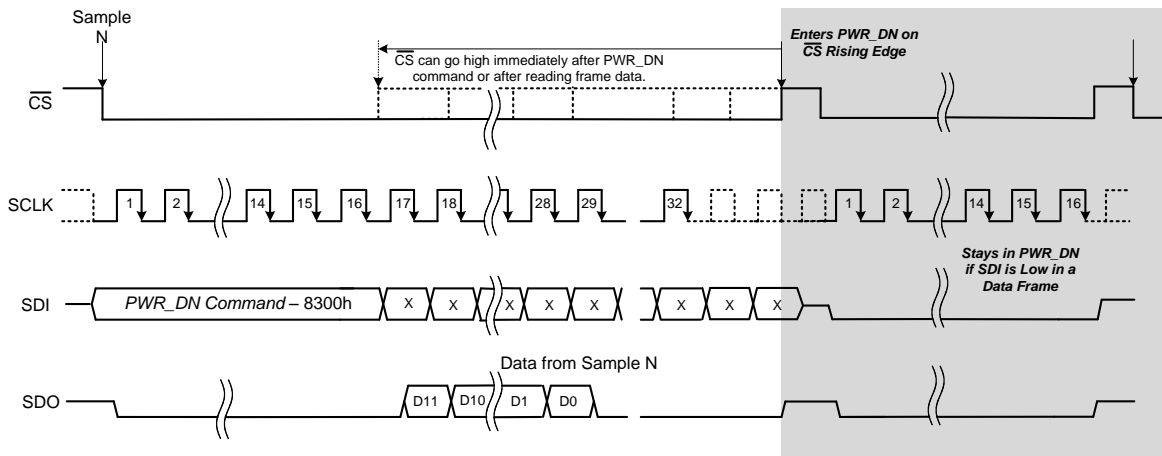 Sample
N
Enters PWR_DN on
CS Rising Edge
CS can go high immediately after PWR_DN
command or after reading frame data.
CS
SCLK
1
2
14
15
16
17
18
28
29
32
1
2
14
15
16
Stays in PWR_DN
if SDI is Low in a
Data Frame
SDI
PWR_DN Command – 8300h
X
X
X
X
X
X
X
X
Data from Sample N
SDO
D11
D10
D1
D0